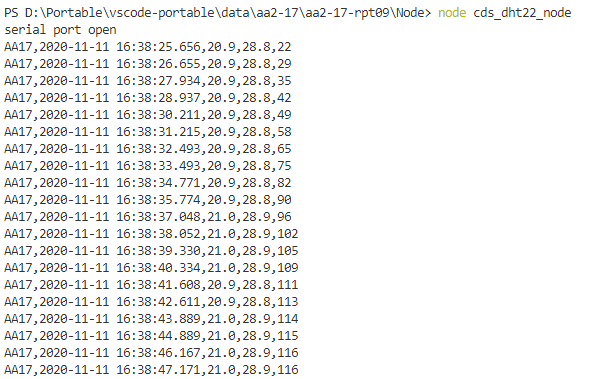 PS D:\Portable\vscode-portable\data\aa2-17\aa2-17-rpt09\Node> node cds_dht22_node
serial port open
AA17,2020-11-11 16:38:25.656,20.9,28.8,22
AA17,2020-11-11 16:38:26.655,20.9,28.8,29
AA17,2020-11-11 16:38:27.934,20.9,28.8,35
AA17,2020-11-11 16:38:28.937,20.9,28.8,42
AA17,2020-11-11 16:38:30.211,20.9,28.8,49
AA17,2020-11-11 16:38:31.215,20.9,28.8,58
AA17,2020-11-11 16:38:32.493,20.9,28.8,65
AA17,2020-11-11 16:38:33.493,20.9,28.8,75
AA17,2020-11-11 16:38:34.771,20.9,28.8,82
AA17,2020-11-11 16:38:35.774,20.9,28.8,90
AA17,2020-11-11 16:38:37.048,21.0,28.9,96
AA17,2020-11-11 16:38:38.052,21.0,28.9,102
AA17,2020-11-11 16:38:39.330,21.0,28.9,105
AA17,2020-11-11 16:38:40.334,21.0,28.9,109
AA17,2020-11-11 16:38:41.608,20.9,28.8,111
AA17,2020-11-11 16:38:42.611,20.9,28.8,113
AA17,2020-11-11 16:38:43.889,21.0,28.9,114
AA17,2020-11-11 16:38:44.889,21.0,28.9,115
AA17,2020-11-11 16:38:46.167,21.0,28.9,116
AA17,2020-11-11 16:38:47.171,21.0,28.9,116